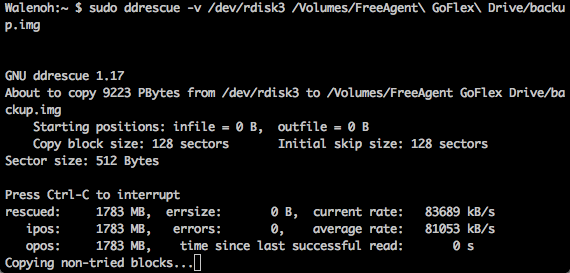 Walenoh:~ $ sudo ddrescue -v /dev/rdisk3 /Volumes/FreeAgent\ GoFlex\ Drive/backu
p.img
GNU ddrescue 1.17
About to copy 9223 PBytes from /dev/rdisk3 to /Volumes/FreeAgent GoFlex Drive/ba
ckup.img
    Starting positions: infile = 0 B,  outfile = 0 B
    Copy block size: 128 sectors       Initial skip size: 128 sectors
Sector size: 512 Bytes
Press Ctrl-C to interrupt
rescued:     1783 MB,  errsize:       0 B,  current rate:   83689 kB/s
   ipos:     1783 MB,   errors:       0,    average rate:   81053 kB/s
   opos:     1783 MB,    time since last successful read:       0 s
Copying non-tried blocks...